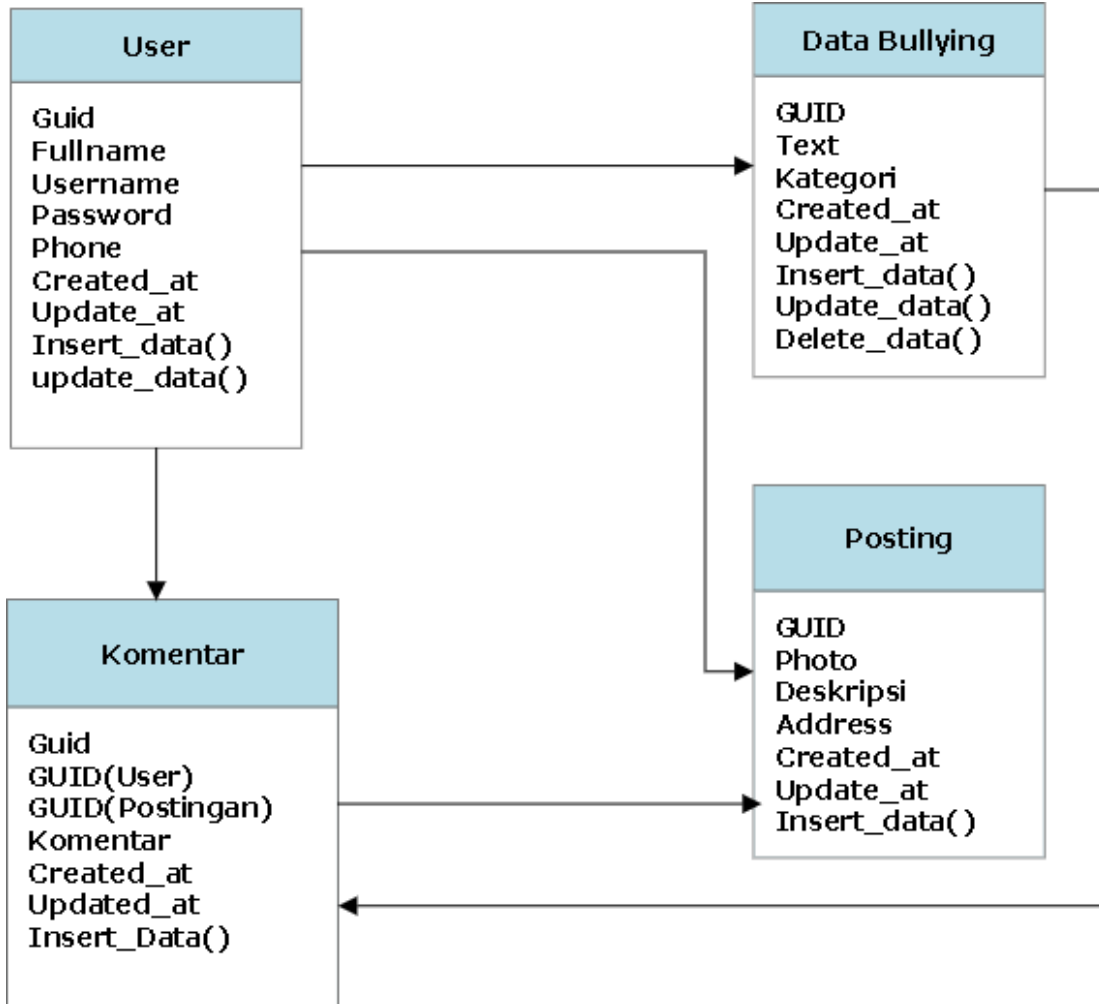 User
Guid
Fullname
Username
Password
Phone
Created_at
Update_at
Insert_data()
update_data()
Data Bullying
GUID
Text
Kategori
Created_at
Update_at
Insert_data()
Update_data()
Delete_data()
Komentar
Guid
GUID(User)
GUID(Postingan)
Komentar
Created_at
Updated_at
Insert_Data()
Posting
GUID
Photo
Deskripsi
Address
Created_at
Update_at
Insert_data()